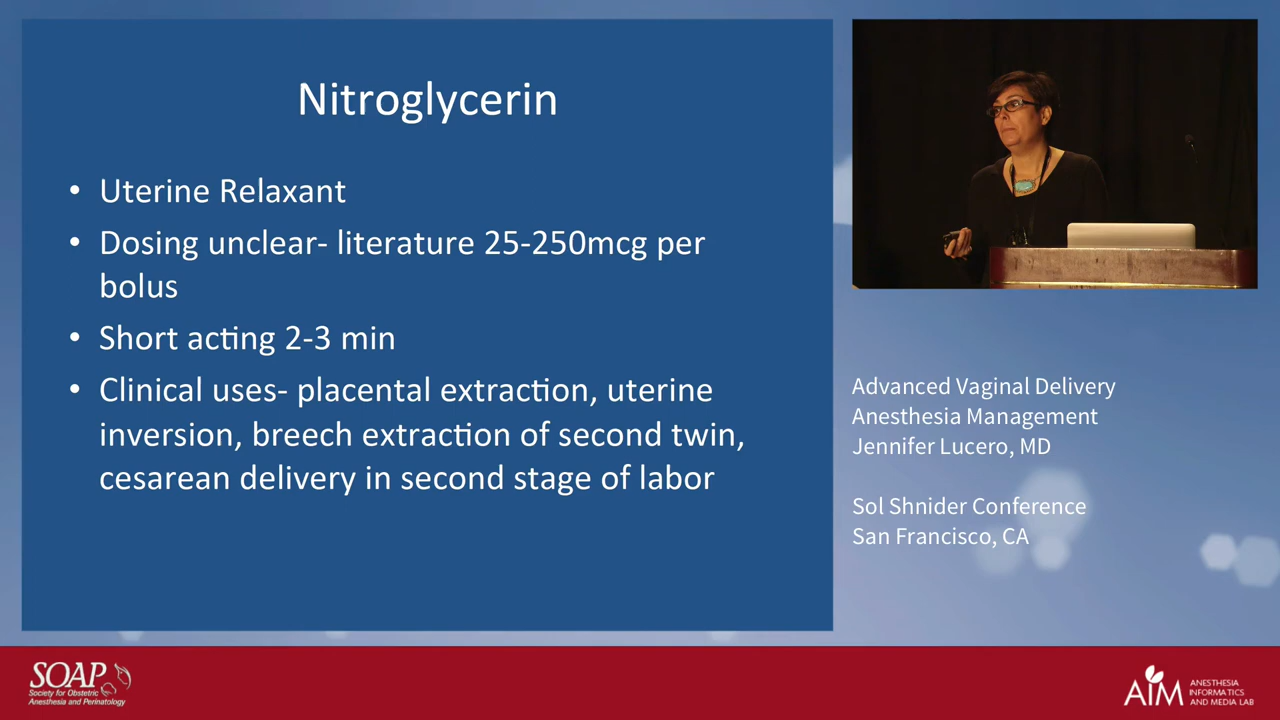 Nitroglycerin
• Uterine Relaxant
• Dosing unclear- literature 25-250mcg per
bolus
• Short acting 2-3 min
• Clinical uses- placental extraction, uterine
inversion, breech extraction of second twin,
cesarean delivery in second stage of labor
Advanced Vaginal Delivery
Anesthesia Management
Jennifer Lucero, MD
Sol Shnider Conference
San Francisco, CA
SOAP
Society for Obstetric
Anesthesia and Perinatology
AIM
ANESTHESIA
INFORMATICS
AND MEDIA LAB